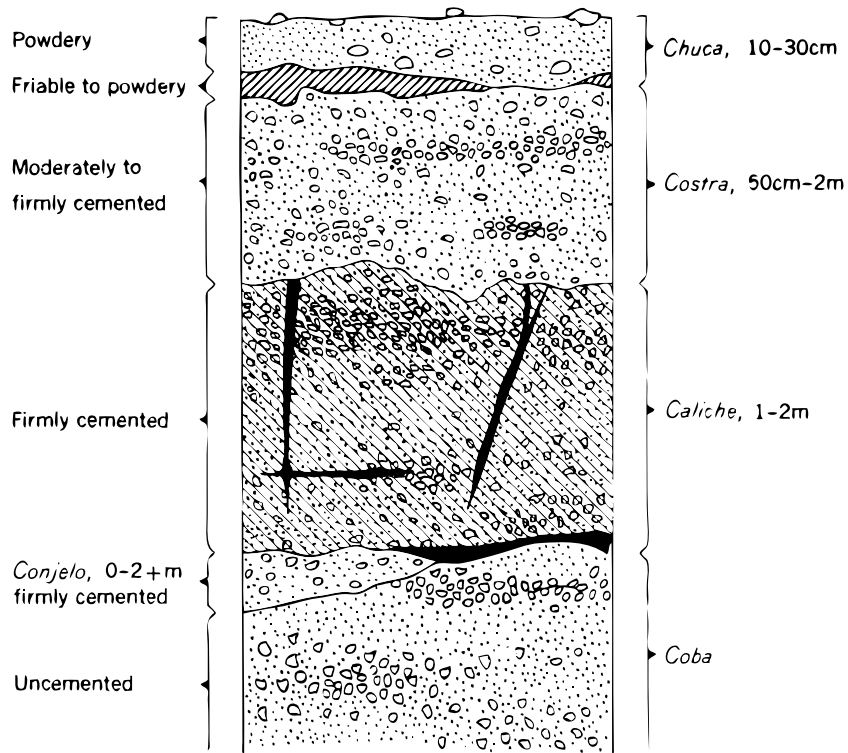 Powdery
Friable to powdery
Moderately to
firmly cemented
Firmly cemented
Conjelo, 0-2+m
firmly cemented
Uncemented
Chuca, 10-30cm
Costra, 50cm-2m
Caliche, 1-2m
Coba